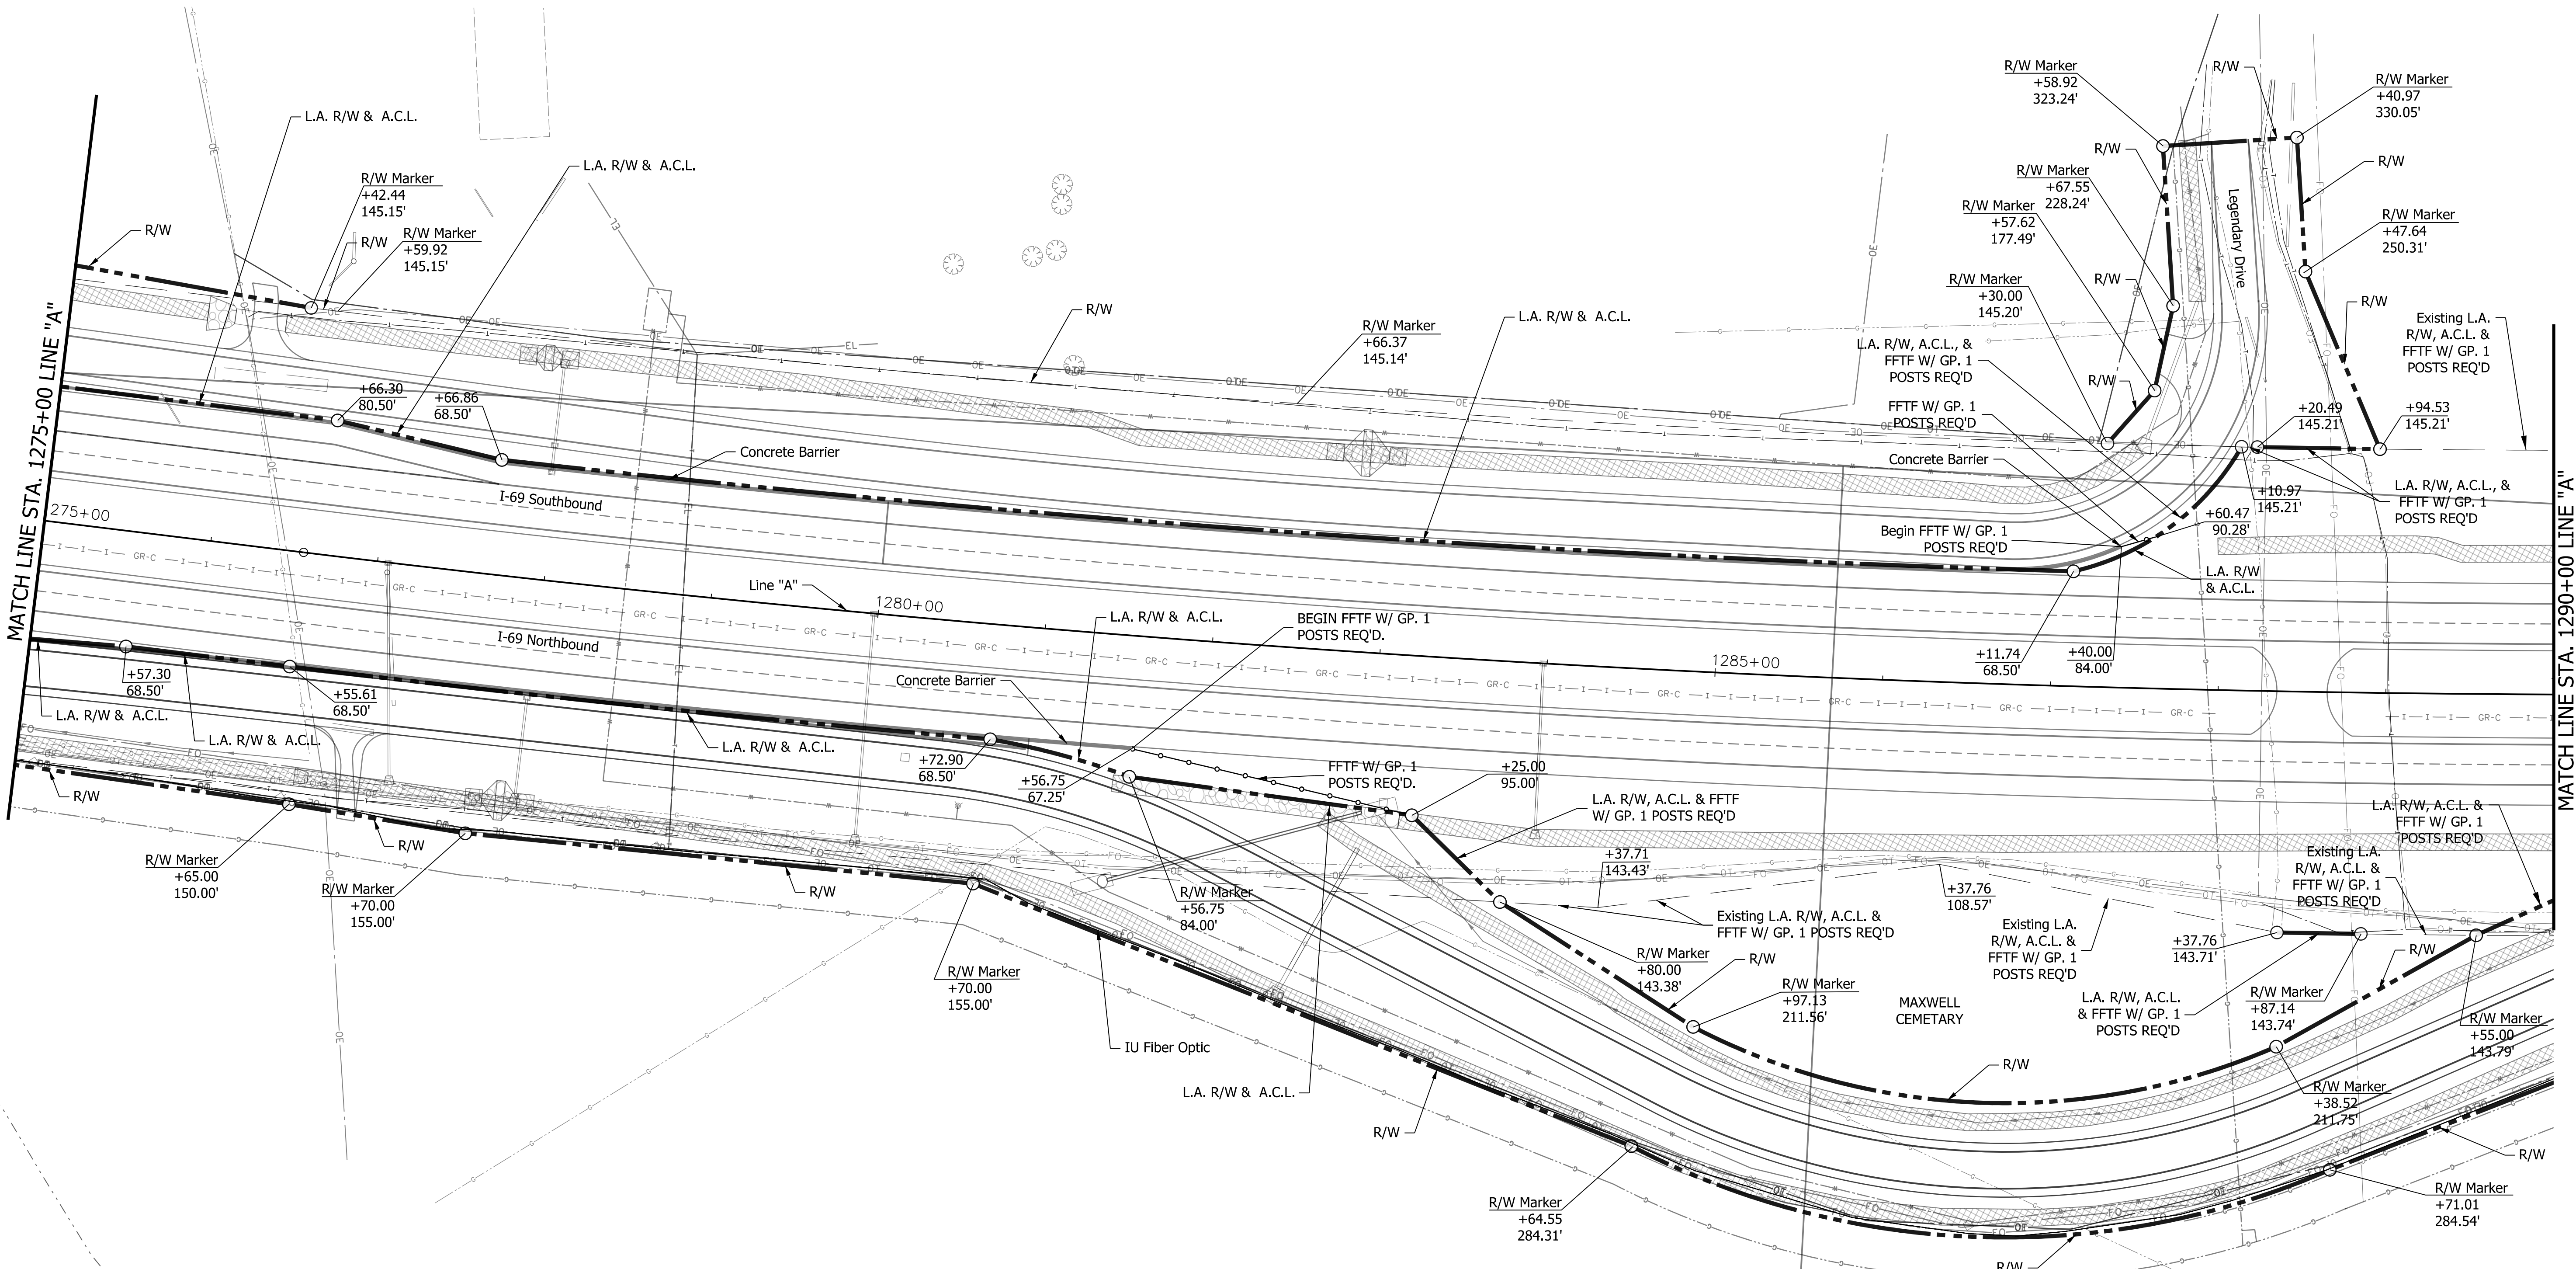 MATCH LINE STA. 1275+00 LINE "A"
L.A. R/W & A.C.L.
R/W
R/W Marker
+42.44
145.15'
R/W
R/W Marker
+59.92
145.15'
L.A. R/W & A.C.L.
+66.30
80.50'
+66.86
68.50'
Concrete Barrier
I-69 Southbound
275+00
R/W
R/W Marker
+66.37
145.14'
L.A. R/W & A.C.L.
Line "A"
1280+00
I-69 Northbound
BEGIN FFTF W/ GP. 1
POSTS REQ'D.
L.A. R/W & A.C.L.
Concrete Barrier
1285+00
+57.30
68.50'
+55.61
68.50'
L.A. R/W & A.C.L.
L.A. R/W & A.C.L.
L.A. R/W & A.C.L.
+72.90
68.50'
+56.75
67.25'
FFTF W/ GP. 1
POSTS REQ'D.
+25.00
95.00'
L.A. R/W, A.C.L. & FFTF
W/ GP. 1 POSTS REQ'D
R/W
R/W Marker
+65.00
150.00'
R/W
R/W Marker
+70.00
155.00'
R/W
R/W Marker
+70.00
155.00'
R/W Marker
+56.75
84.00'
IU Fiber Optic
L.A. R/W & A.C.L.
+37.71
143.43'
Existing L.A. R/W, A.C.L. &
FFTF W/ GP. 1 POSTS REQ'D
R/W Marker
+80.00
143.38'
R/W
R/W Marker
+97.13
211.56'
MAXWELL
CEMETARY
+37.76
108.57'
Existing L.A.
R/W, A.C.L. &
FFTF W/ GP. 1
POSTS REQ'D
+37.76
143.71'
L.A. R/W, A.C.L.
& FFTF W/ GP. 1
POSTS REQ'D
R/W Marker
+87.14
143.74'
R/W
R/W
R/W Marker
+64.55
284.31'
R/W
R/W Marker
+38.52
211.75'
R/W Marker
+55.00
143.79'
R/W
R/W
R/W Marker
+71.01
284.54'
R/W
Existing L.A.
R/W, A.C.L. &
FFTF W/ GP. 1
POSTS REQ'D
L.A. R/W, A.C.L. &
FFTF W/ GP. 1
POSTS REQ'D
R/W Marker
+58.92
323.24'
R/W
R/W Marker
+40.97
330.05'
R/W
R/W
R/W Marker
+67.55
228.24'
R/W Marker
+57.62
177.49'
R/W
R/W Marker
+30.00
145.20'
R/W
Legendary Drive
R/W Marker
+47.64
250.31'
R/W
Existing L.A.
R/W, A.C.L. &
FFTF W/ GP. 1
POSTS REQ'D
L.A. R/W, A.C.L., &
FFTF W/ GP. 1
POSTS REQ'D
FFTF W/ GP. 1
POSTS REQ'D
Concrete Barrier
Begin FFTF W/ GP. 1
POSTS REQ'D
+20.49
145.21'
+94.53
145.21'
+10.97
145.21'
L.A. R/W, A.C.L., &
FFTF W/ GP. 1
POSTS REQ'D
+60.47
90.28'
L.A. R/W
& A.C.L.
+11.74
68.50'
+40.00
84.00'
MATCH LINE STA. 1290+00 LINE "A"